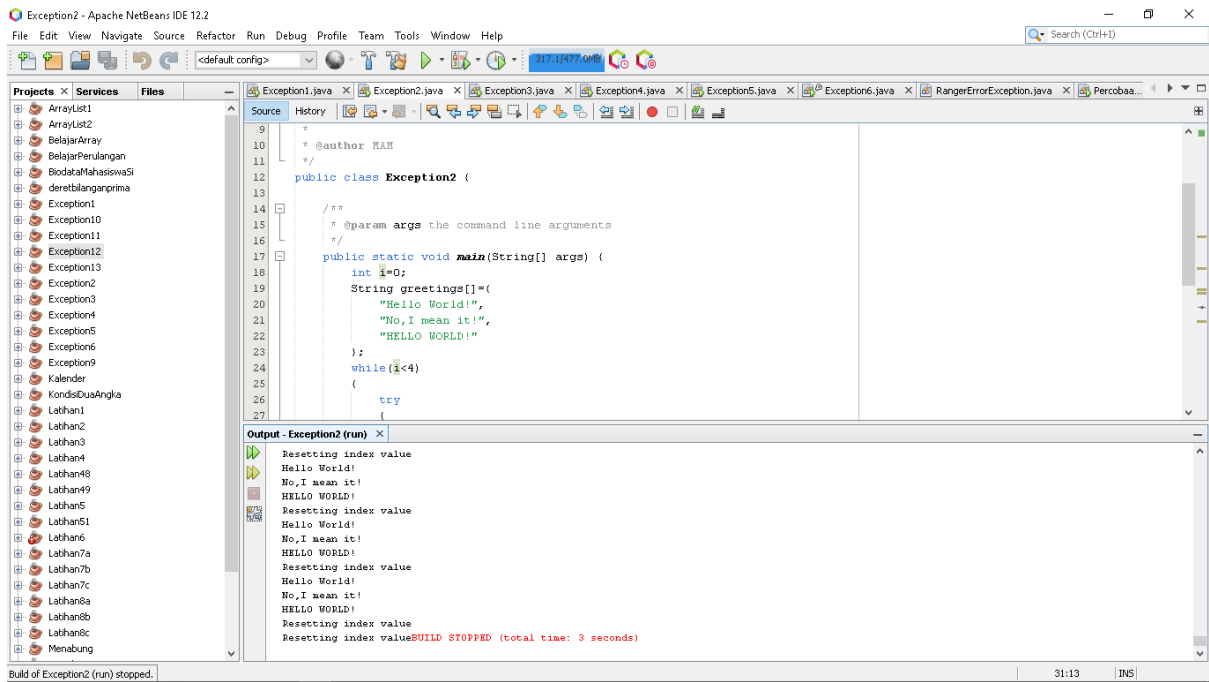 Exception2 - Apache NetBeans IDE 12.2
File Edit View Navigate Source Refactor Run Debug Profile Team Tools Window Help
Search (Ctrl+I)
<default config>
317.1/477.0MB
Projects Services Files
Exception1.java Exception2.java Exception3.java Exception4.java Exception5.java Exception6.java RangerErrorException.java Percobaa...
Source History
ArrayList1
ArrayList2
BelajarArray
BelajarPerulangan
BiodataMahasiswaSi
deretbilanganprima
Exception1
Exception10
Exception11
Exception12
Exception13
Exception2
Exception3
Exception4
Exception5
Exception6
Exception9
Kalender
KondisiDuaAngka
Latihan1
Latihan2
Latihan3
Latihan4
Latihan48
Latihan49
Latihan5
Latihan51
Latihan6
Latihan7a
Latihan7b
Latihan7c
Latihan8a
Latihan8b
Latihan8c
Menabung
9 *
10 * @author MAM
11 */
12 public class Exception2 {
13
14 /**
15 * @param args the command line arguments
16 */
17 public static void main(String[] args) {
18 int i=0;
19 String greetings[]={
20 "Hello World!",
21 "No,I mean it!",
22 "HELLO WORLD!"
23 };
24 while(i<4)
25 {
26 try
27 {
Output - Exception2 (run)
Resetting index value
Hello World!
No,I mean it!
HELLO WORLD!
Resetting index value
Hello World!
No,I mean it!
HELLO WORLD!
Resetting index value
Hello World!
No,I mean it!
HELLO WORLD!
Resetting index value
Resetting index valueBUILD STOPPED (total time: 3 seconds)
Build of Exception2 (run) stopped.
31:13 INS